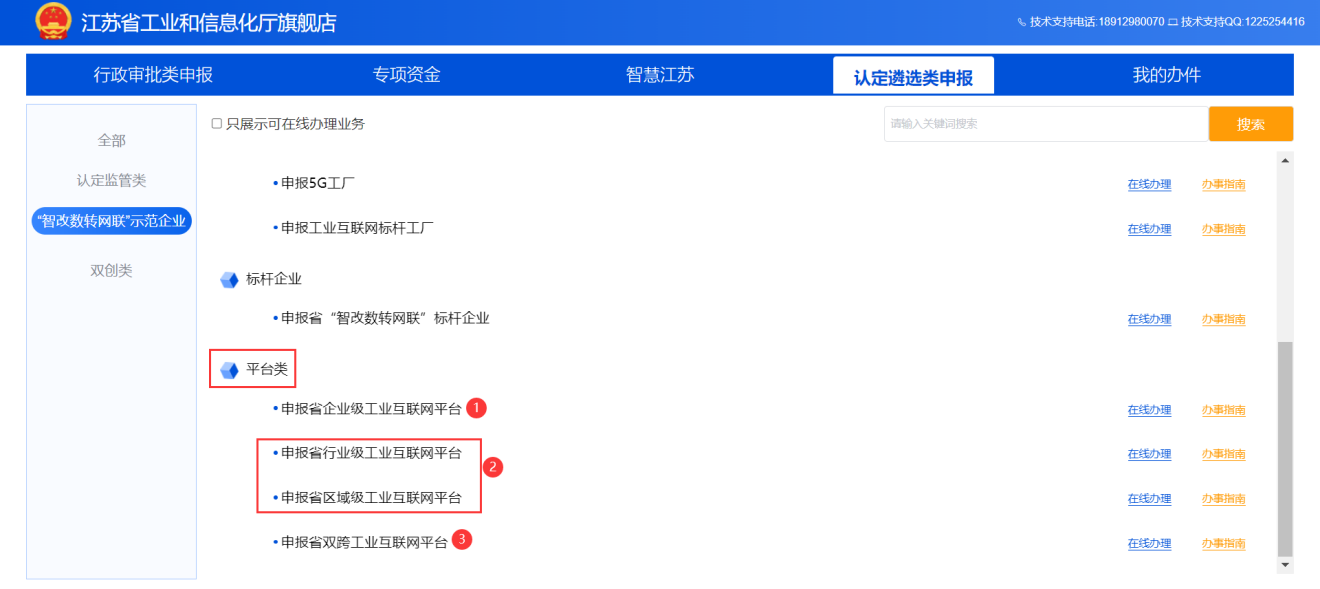 江苏省工业和信息化厅旗舰店
技术支持电话:18912980070 技术支持QQ:1225254416
行政审批类申报 专项资金 智慧江苏 认定遴选类申报 我的办件
全部
认定监管类
“智改数转网联”示范企业
双创类
只展示可在线办理业务 请输入关键词搜索 搜索
•申报5G工厂 在线办理 办事指南
•申报工业互联网标杆工厂 在线办理 办事指南
标杆企业
•申报省“智改数转网联”标杆企业 在线办理 办事指南
平台类
•申报省企业级工业互联网平台 1 在线办理 办事指南
•申报省行业级工业互联网平台 在线办理 办事指南
2
•申报省区域级工业互联网平台 在线办理 办事指南
•申报省双跨工业互联网平台 3 在线办理 办事指南